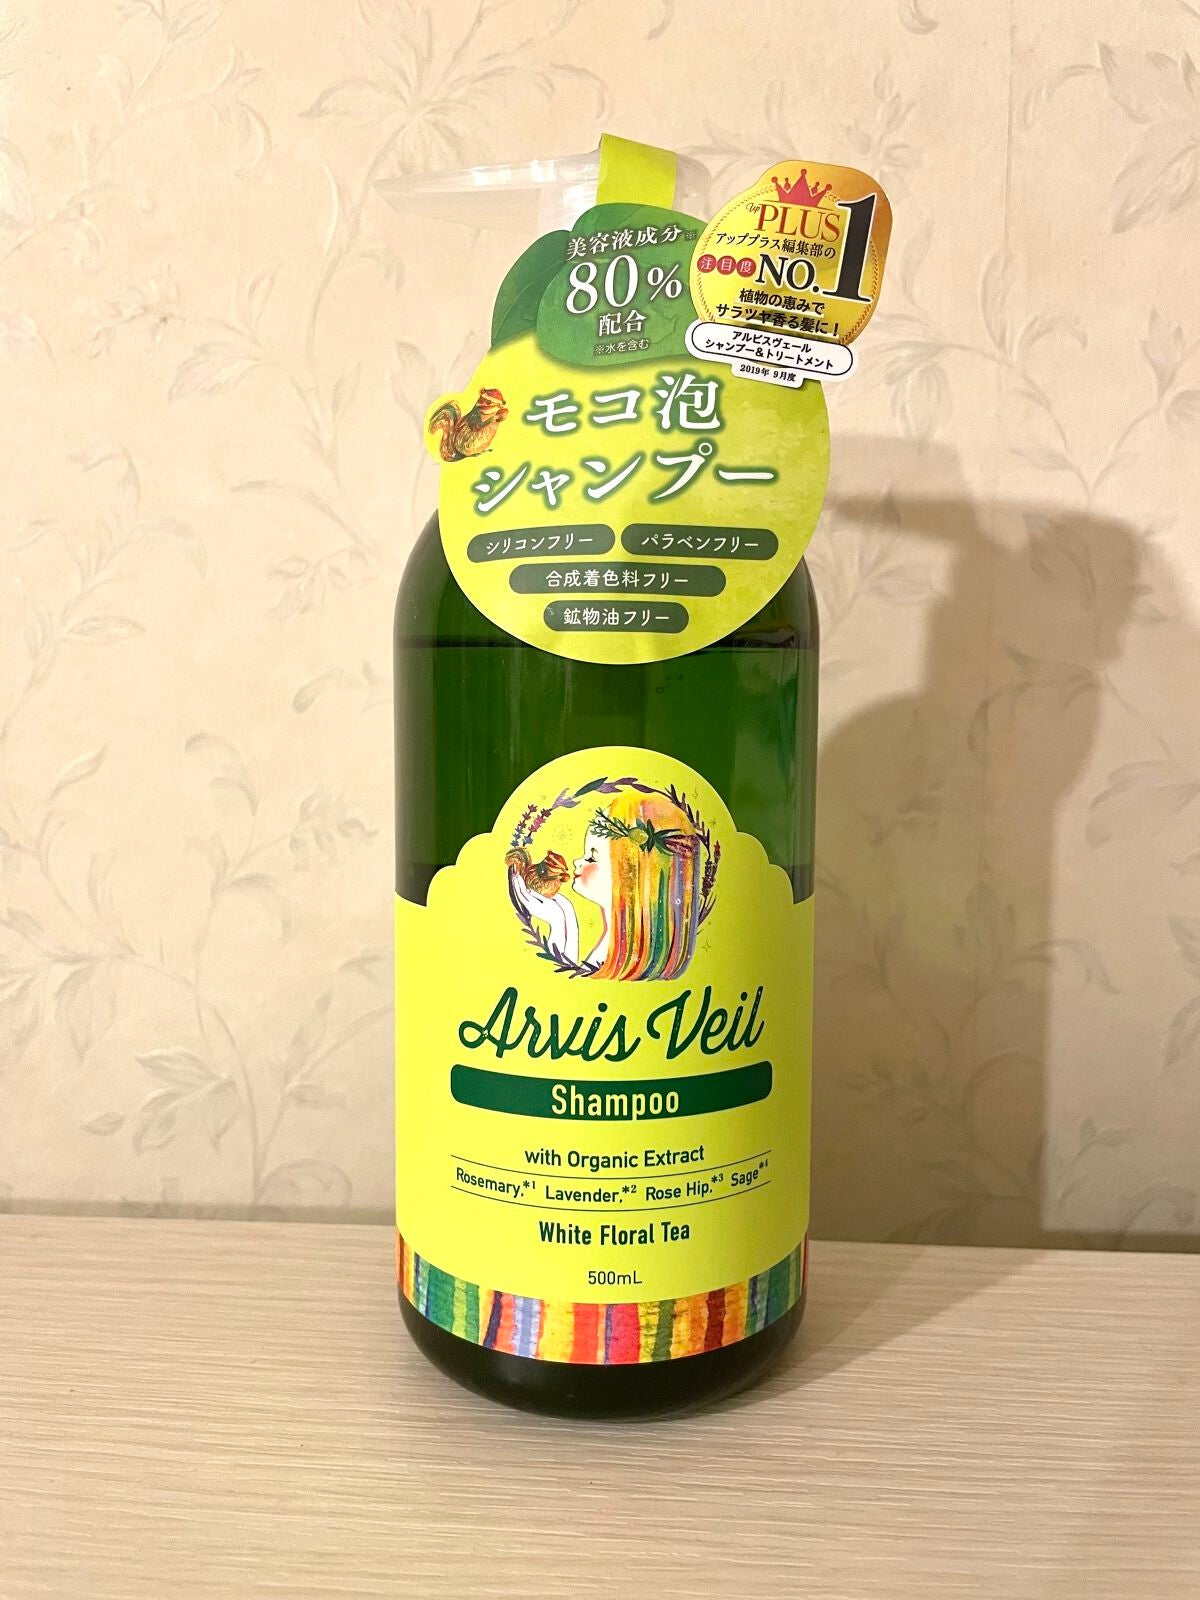 美容液成分※
80%
配合
※水を含む
up PLUS
アッププラス編集部の
注目度 NO.1
植物の恵みで
サラツヤ香る髪に!
アルビスヴェール
シャンプー&トリートメント
2019年 9月度
モコ泡
シャンプー
シリコンフリー パラベンフリー
合成着色料フリー
鉱物油フリー
Arvis Veil
Shampoo
with Organic Extract
Rosemary,*1 Lavender,*2 Rose Hip,*3 Sage*4
White Floral Tea
500mL